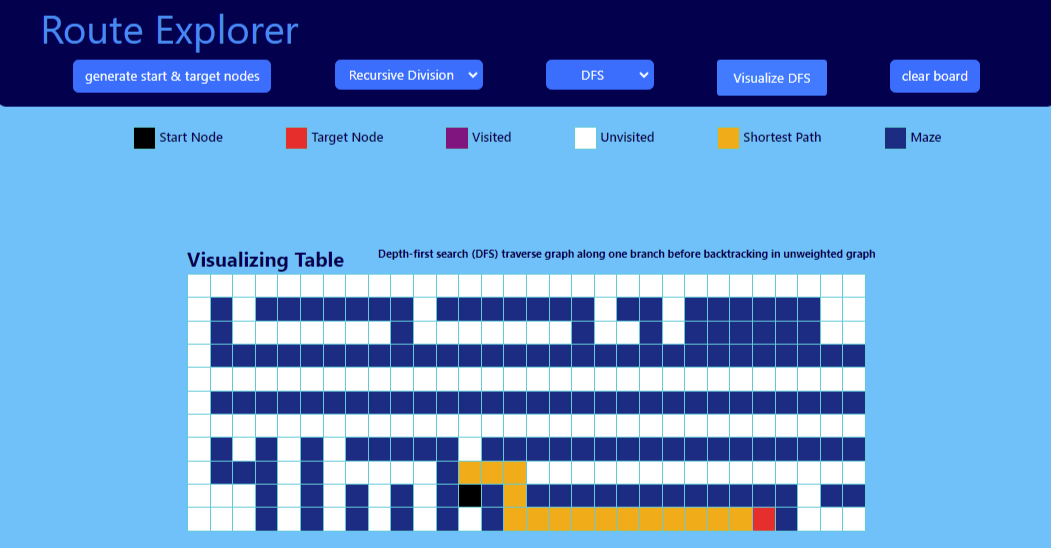 Route Explorer
generate start & target nodes
Recursive Division
DFS
Visualize DFS
clear board
Start Node
Target Node
Visited
Unvisited
Shortest Path
Maze
Visualizing Table
Depth-first search (DFS) traverse graph along one branch before backtracking in unweighted graph